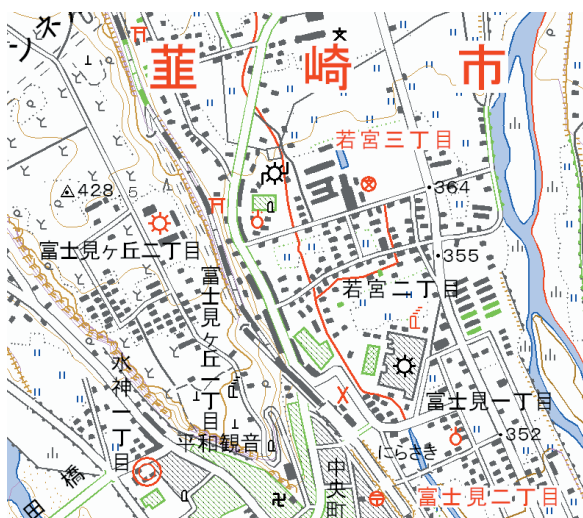 韮崎市
若宮三丁目
428
5
364
富士見ヶ丘二丁目
355
富士見ヶ丘一丁目
若宮二丁目
水神一丁目
富士見一丁目
平和観音
にらさき
352
中央町
富士見二丁目